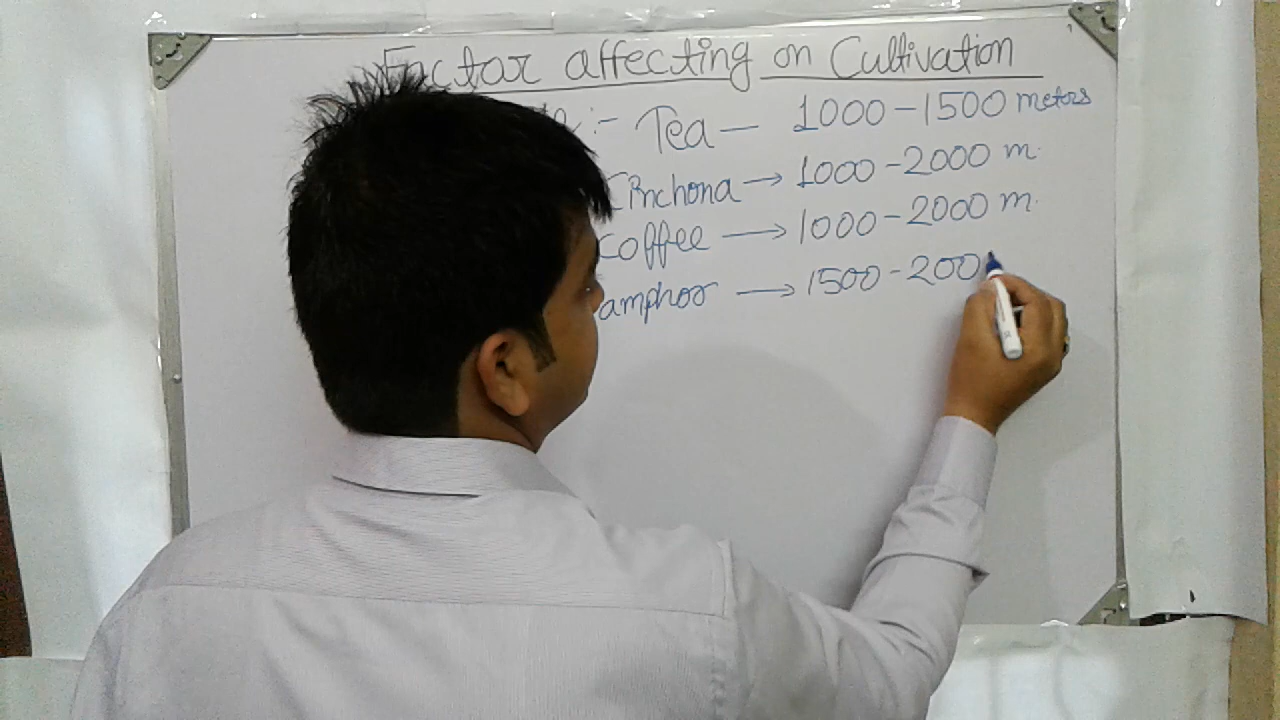 Factor affecting on Cultivation
:- Tea — 1000-1500 meters
Cinchona → 1000-2000 m.
coffee → 1000-2000 m.
amphor → 1500-200